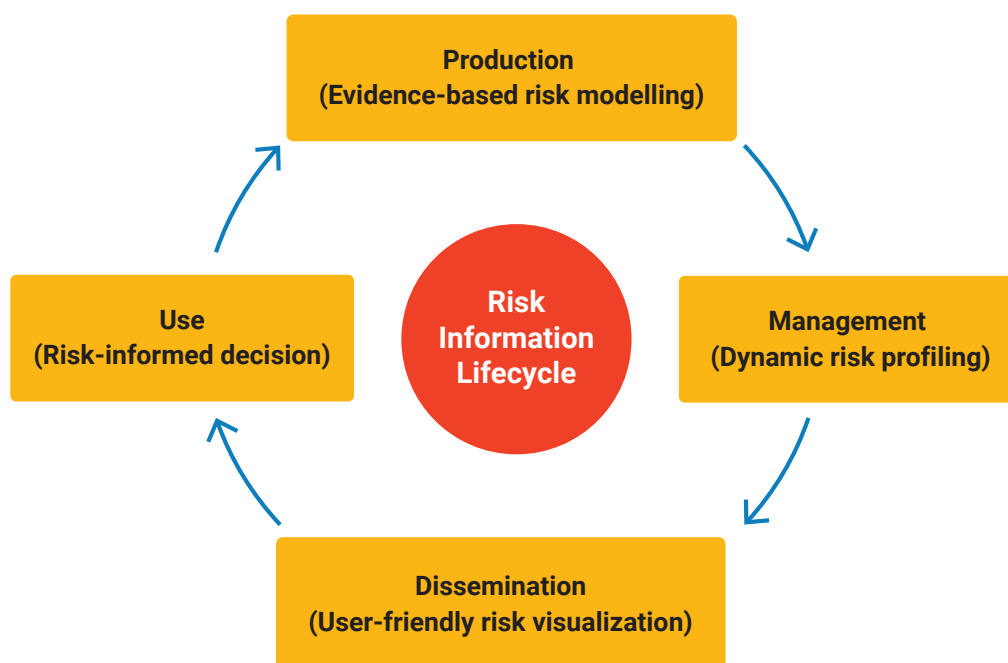 Production
(Evidence-based risk modelling)
Use
(Risk-informed decision)
Risk
Information
Lifecycle
Management
(Dynamic risk profiling)
Dissemination
(User-friendly risk visualization)